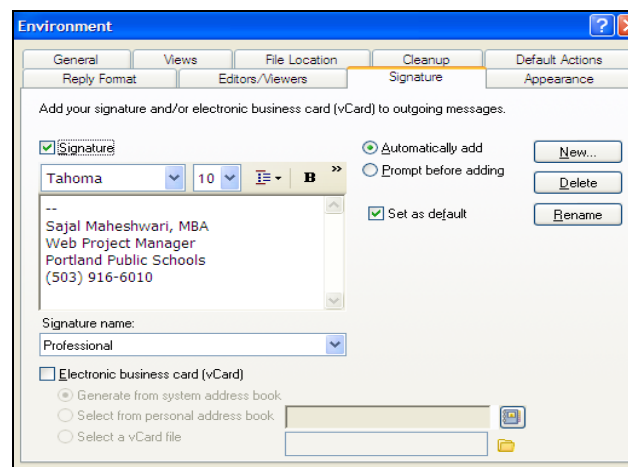 Environment
General Views File Location Cleanup Default Actions
Reply Format Editors/Viewers Signature Appearance
Add your signature and/or electronic business card (vCard) to outgoing messages.
Signature
Automatically add
New...
Tahoma 10 B »
Prompt before adding
Delete
--
Set as default
Rename
Sajal Maheshwari, MBA
Web Project Manager
Portland Public Schools
(503) 916-6010
Signature name:
Professional
Electronic business card (vCard)
Generate from system address book
Select from personal address book
Select a vCard file